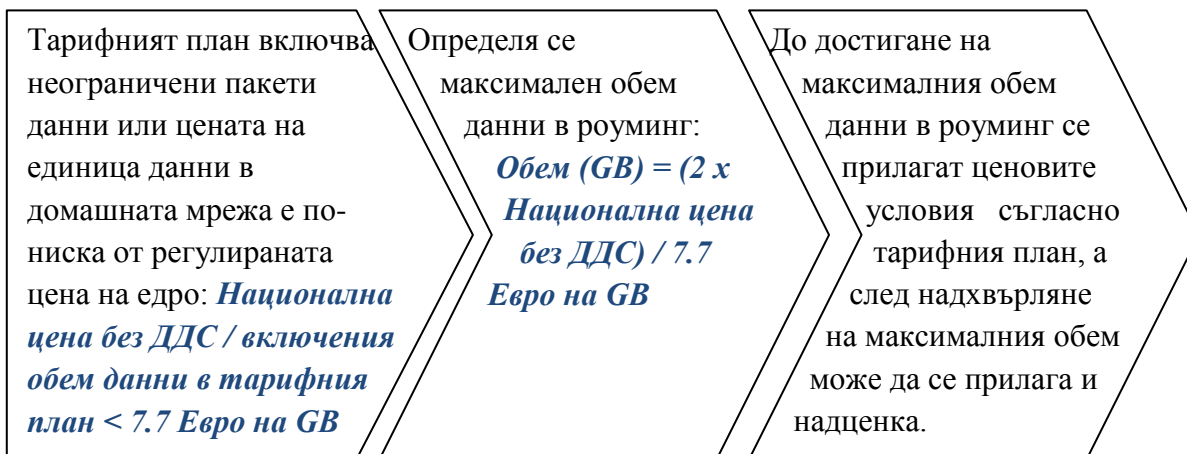 Тарифният план включва
неограничени пакети
данни или цената на
единица данни в
домашната мрежа е по-
ниска от регулираната
цена на едро: Национална
цена без ДДС / включения
обем данни в тарифния
план < 7.7 Евро на GB
Определя се
максимален обем
данни в роуминг:
Обем (GB) = (2 x
Национална цена
без ДДС) / 7.7
Евро на GB
До достигане на
максималния обем
данни в роуминг се
прилагат ценовите
условия съгласно
тарифния план, а
след надхвърляне
на максималния обем
може да се прилага и
надценка.